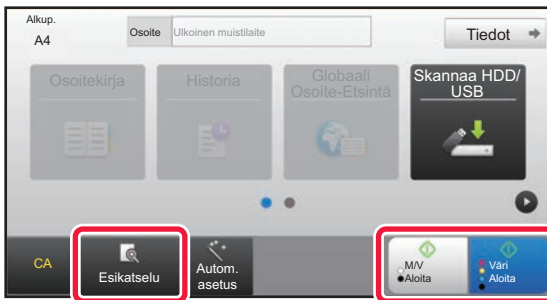 Alkup.
A4
Osoite
Ulkoinen muistilaite
Tiedot
Osoitekirja
Historia
Globaali
Osoite-Etsintä
Skannaa HDD/
USB
CA
Esikatselu
Autom.
asetus
M/V
Aloita
Väri
Aloita